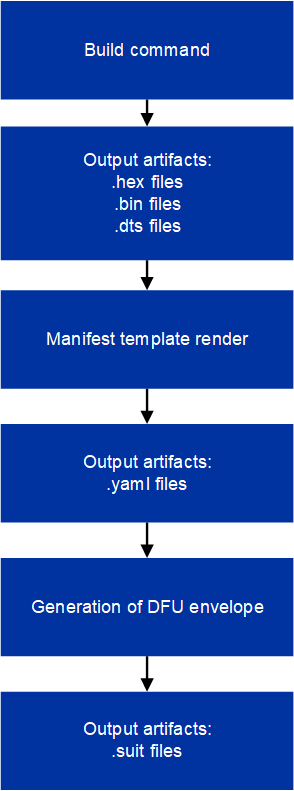 Build command
Output artifacts:
.hex files
.bin files
.dts files
Manifest template render
Output artifacts:
.yaml files
Generation of DFU envelope
Output artifacts:
.suit files